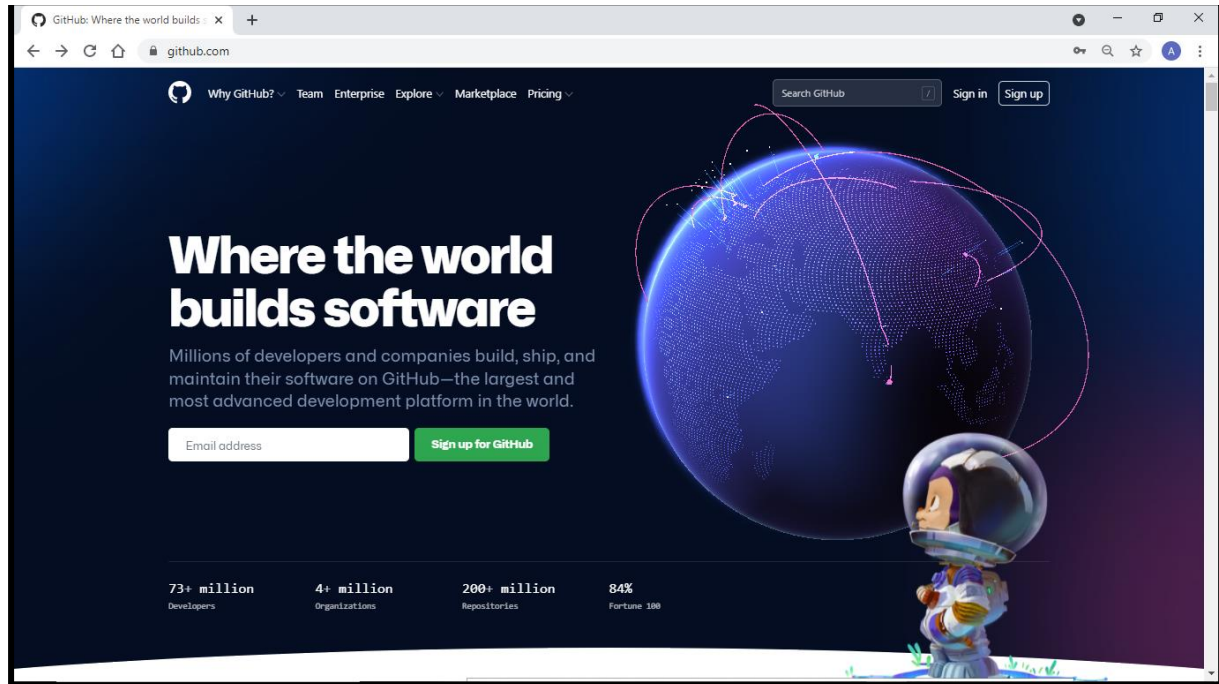 GitHub: Where the world builds s
github.com
A
Why GitHub? Team Enterprise Explore Marketplace Pricing
Search GitHub /
Sign in Sign up
Where the world
builds software
Millions of developers and companies build, ship, and
maintain their software on GitHub—the largest and
most advanced development platform in the world.
Email address Sign up for GitHub
73+ million 4+ million 200+ million 84%
Developers Organizations Repositories Fortune 100